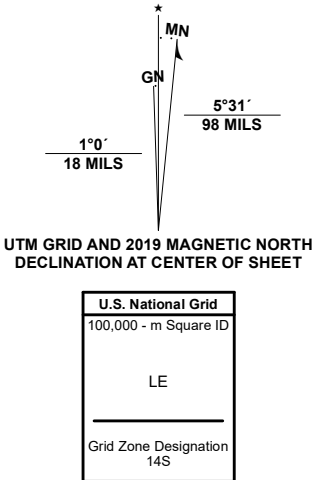 ★
MN
GN
5°31´
98 MILS
1°0´
18 MILS
UTM GRID AND 2019 MAGNETIC NORTH
DECLINATION AT CENTER OF SHEET
U.S. National Grid
100,000 - m Square ID
LE
Grid Zone Designation
14S